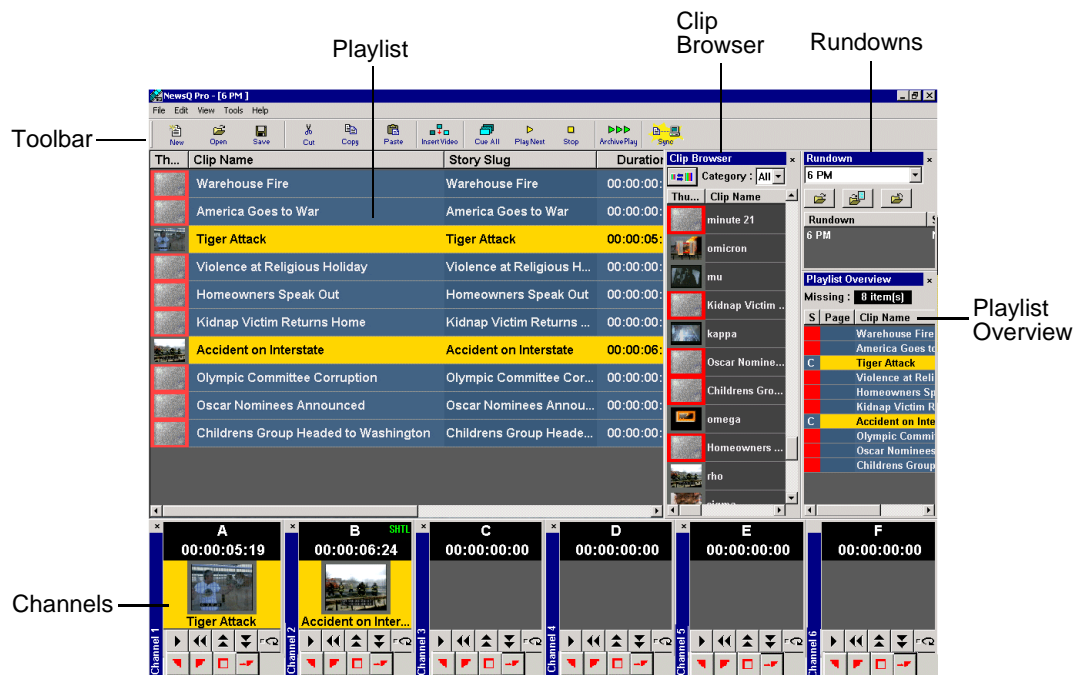 Clip
Browser
Playlist
Rundowns
Toolbar
Playlist
Overview
Channels
NewsQ Pro - [6 PM ]
File Edit View Tools Help
New Open Save Cut Copy Paste Insert Video Cue All Play Next Stop Archive Play Sync
Th... Clip Name Story Slug Duration
Warehouse Fire Warehouse Fire 00:00:00:
America Goes to War America Goes to War 00:00:00:
Tiger Attack Tiger Attack 00:00:05:
Violence at Religious Holiday Violence at Religious H... 00:00:00:
Homeowners Speak Out Homeowners Speak Out 00:00:00:
Kidnap Victim Returns Home Kidnap Victim Returns ... 00:00:00:
Accident on Interstate Accident on Interstate 00:00:06:
Olympic Committee Corruption Olympic Committee Cor... 00:00:00:
Oscar Nominees Announced Oscar Nominees Annou... 00:00:00:
Childrens Group Headed to Washington Childrens Group Heade... 00:00:00:
Clip Browser
Category : All
Thu... Clip Name
minute 21
omicron
mu
Kidnap Victim ..
kappa
Oscar Nomine...
Childrens Gro...
omega
Homeowners ...
rho
Rundown
6 PM
Rundown
6 PM
Playlist Overview
Missing : 8 item(s)
S Page Clip Name
Warehouse Fire
America Goes to
C Tiger Attack
Violence at Reli
Homeowners Sp
Kidnap Victim R
C Accident on Inte
Olympic Commi
Oscar Nominees
Childrens Group
A
00:00:05:19
Tiger Attack
Channel 1
B SHTL
00:00:06:24
Accident on Inter...
Channel 2
C
00:00:00:00
Channel 3
D
00:00:00:00
Channel 4
E
00:00:00:00
Channel 5
F
00:00:00:00
Channel 6